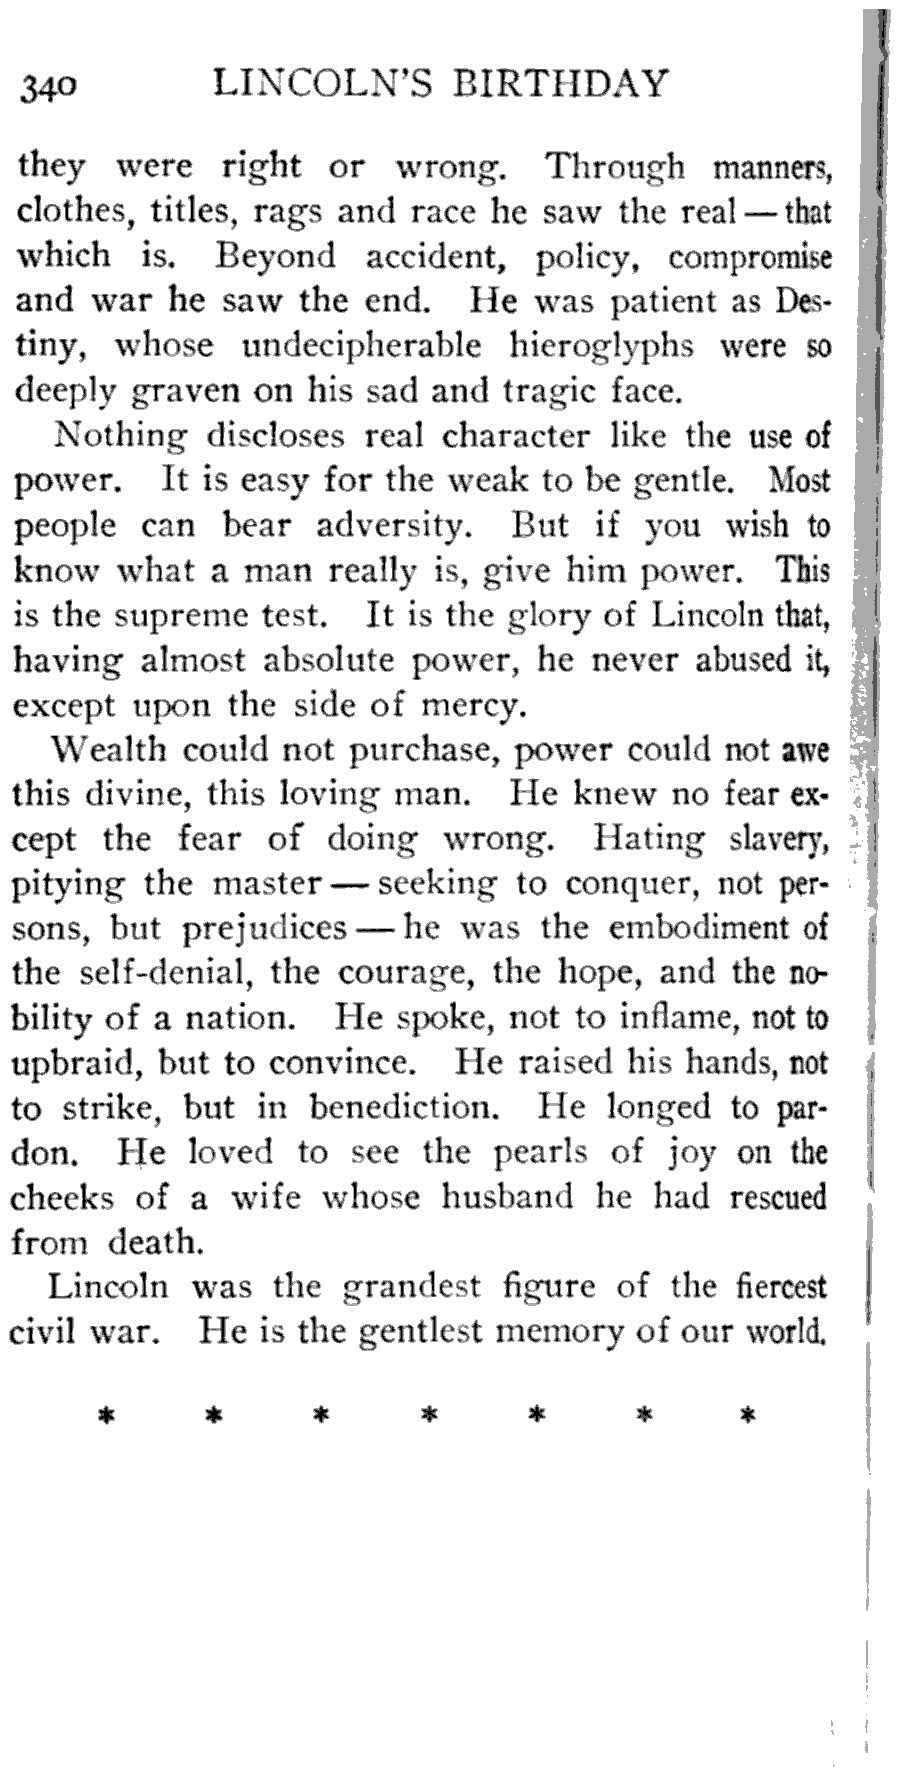 340 LINCOLN'S BIRTHDAY
they were right or wrong. Through manners,
clothes, titles, rags and race he saw the real — that
which is. Beyond accident, policy, compromise
and war he saw the end. He was patient as Des-
tiny, whose undecipherable hieroglyphs were so
deeply graven on his sad and tragic face.
Nothing discloses real character like the use of
power. It is easy for the weak to be gentle. Most
people can bear adversity. But if you wish to
know what a man really is, give him power. This
is the supreme test. It is the glory of Lincoln that,
having almost absolute power, he never abused it,
except upon the side of mercy.
Wealth could not purchase, power could not awe
this divine, this loving man. He knew no fear ex-
cept the fear of doing wrong. Hating slavery,
pitying the master — seeking to conquer, not per-
sons, but prejudices — he was the embodiment of
the self-denial, the courage, the hope, and the no-
bility of a nation. He spoke, not to inflame, not to
upbraid, but to convince. He raised his hands, not
to strike, but in benediction. He longed to par-
don. He loved to see the pearls of joy on the
cheeks of a wife whose husband he had rescued
from death.
Lincoln was the grandest figure of the fiercest
civil war. He is the gentlest memory of our world.
* * * * * * *